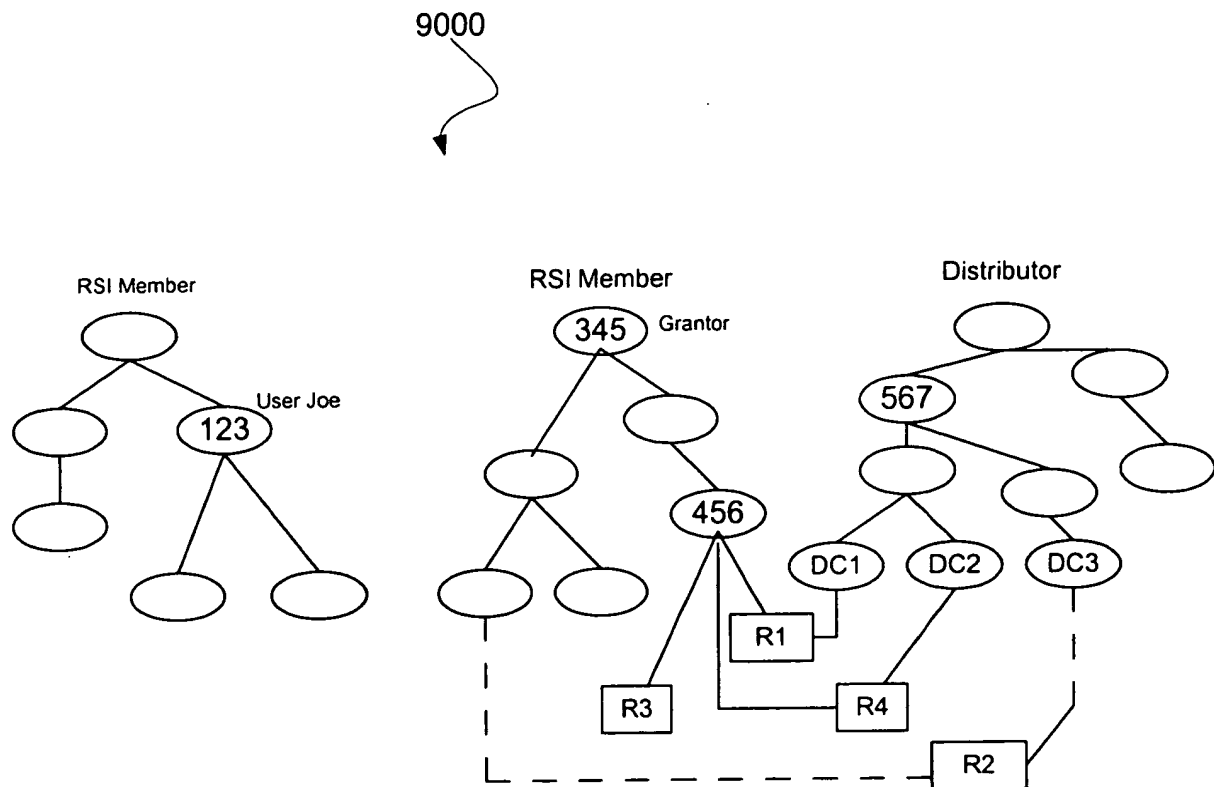 9000
RSI Member
RSI Member
Distributor
345
Grantor
User Joe
123
567
456
DC1
DC2
DC3
R1
R3
R4
R2